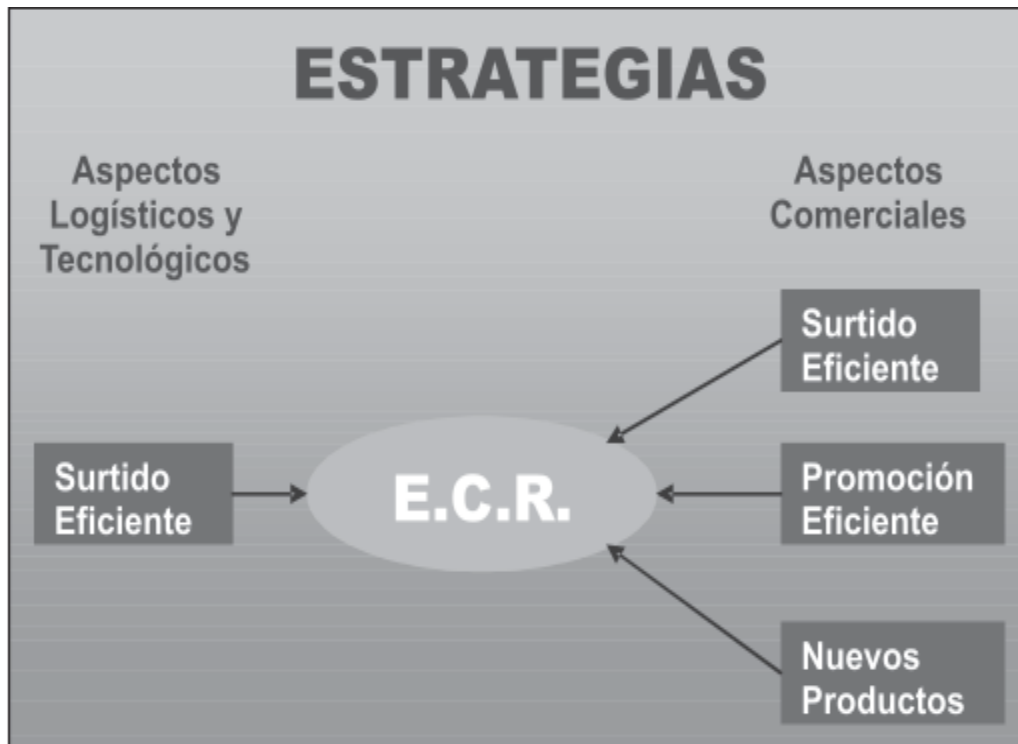 ESTRATEGIAS
Aspectos
Logísticos y
Tecnológicos
Aspectos
Comerciales
Surtido
Eficiente
Surtido
Eficiente
E.C.R.
Promoción
Eficiente
Nuevos
Productos